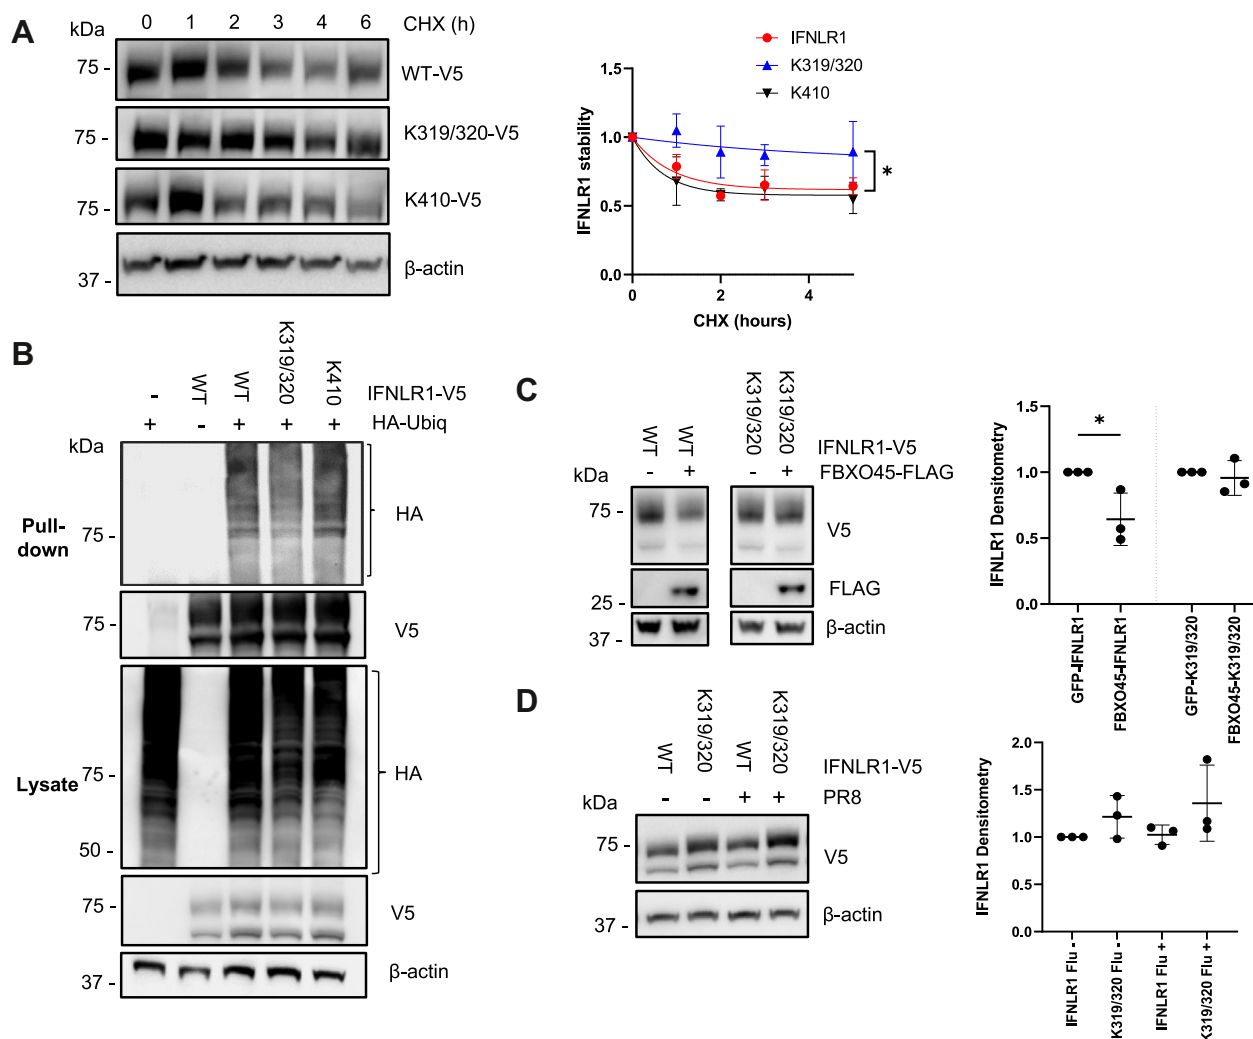 A
kDa
0 1 2 3 4 6 CHX (h)
75 -
WT-V5
75 -
K319/320-V5
75 -
K410-V5
37 -
β-actin
IFNLR1
K319/320
K410
1.5
1.0
0.5
0.0
0 2 4
IFNLR1 stability
CHX (hours)
*
B
- WT WT K319/320 K410 IFNLR1-V5
+ - + + + HA-Ubiq
kDa
Pull-
down
75 -
HA
75 -
V5
Lysate
75 -
50 -
HA
75 -
V5
37 -
β-actin
C
WT WT K319/320 K319/320 IFNLR1-V5
- + - + FBXO45-FLAG
kDa
75 -
V5
25 -
FLAG
37 -
β-actin
1.5
1.0
0.5
0.0
IFNLR1 Densitometry
*
GFP-IFNLR1
FBXO45-IFNLR1
GFP-K319/320
FBXO45-K319/320
D
WT K319/320 WT K319/320 IFNLR1-V5
- - + + PR8
kDa
75 -
V5
37 -
β-actin
2.0
1.5
1.0
0.5
0.0
IFNLR1 Densitometry
IFNLR1 Flu -
K319/320 Flu -
IFNLR1 Flu +
K319/320 Flu +